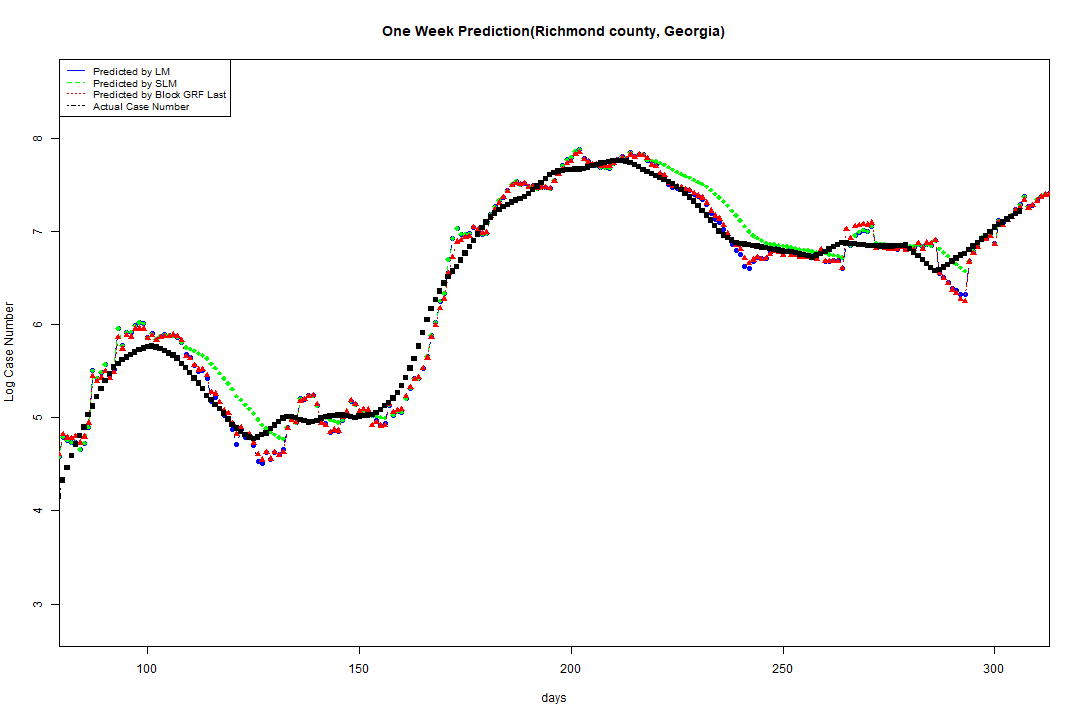 One Week Prediction(Richmond county, Georgia)
Predicted by LM
Predicted by SLM
Predicted by Block GRF Last
Actual Case Number
8
7
6
5
4
3
Log Case Number
100 150 200 250 300
days